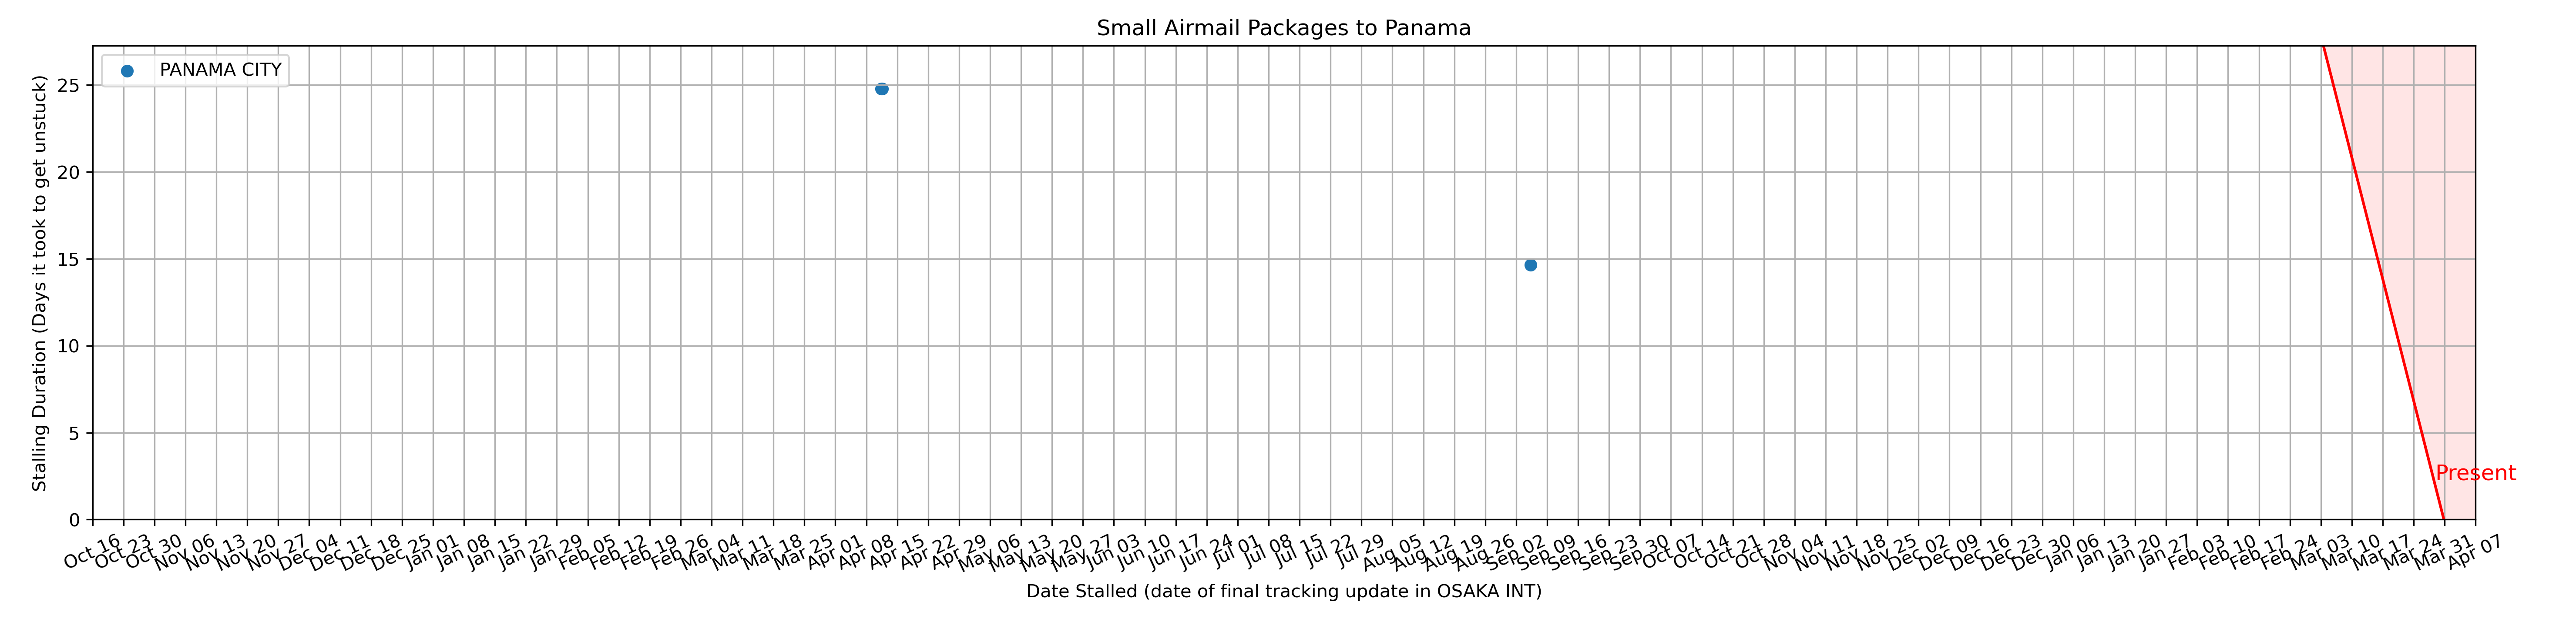 Small Airmail Packages to Panama
PANAMA CITY
Stalling Duration (Days it took to get unstuck)
25
20
15
10
5
0
Present
Oct 16 Oct 23 Oct 30 Nov 06 Nov 13 Nov 20 Nov 27 Dec 04 Dec 11 Dec 18 Dec 25 Jan 01 Jan 08 Jan 15 Jan 22 Jan 29 Feb 05 Feb 12 Feb 19 Feb 26 Mar 04 Mar 11 Mar 18 Mar 25 Apr 01 Apr 08 Apr 15 Apr 22 Apr 29 May 06 May 13 May 20 May 27 Jun 03 Jun 10 Jun 17 Jun 24 Jul 01 Jul 08 Jul 15 Jul 22 Jul 29 Aug 05 Aug 12 Aug 19 Aug 26 Sep 02 Sep 09 Sep 16 Sep 23 Sep 30 Oct 07 Oct 14 Oct 21 Oct 28 Nov 04 Nov 11 Nov 18 Nov 25 Dec 02 Dec 09 Dec 16 Dec 23 Dec 30 Jan 06 Jan 13 Jan 20 Jan 27 Feb 03 Feb 10 Feb 17 Feb 24 Mar 03 Mar 10 Mar 17 Mar 24 Mar 31 Apr 07
Date Stalled (date of final tracking update in OSAKA INT)